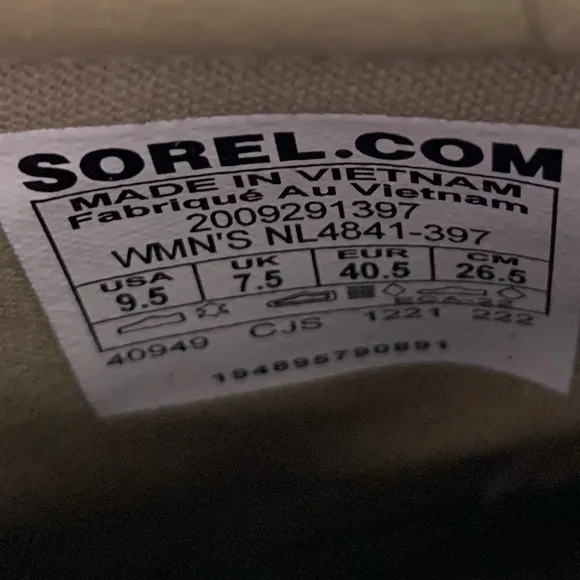 SOREL.COM
MADE IN VIETNAM
Fabriqué Au Vietnam
2009291397
WMN'S NL4841-397
USA UK EUR CM
9.5 7.5 40.5 26.5
40949 CJS 1221 222
194895790891